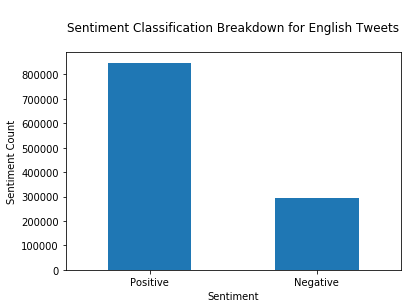 Sentiment Classification Breakdown for English Tweets
Sentiment Count
800000
700000
600000
500000
400000
300000
200000
100000
0
Positive
Negative
Sentiment